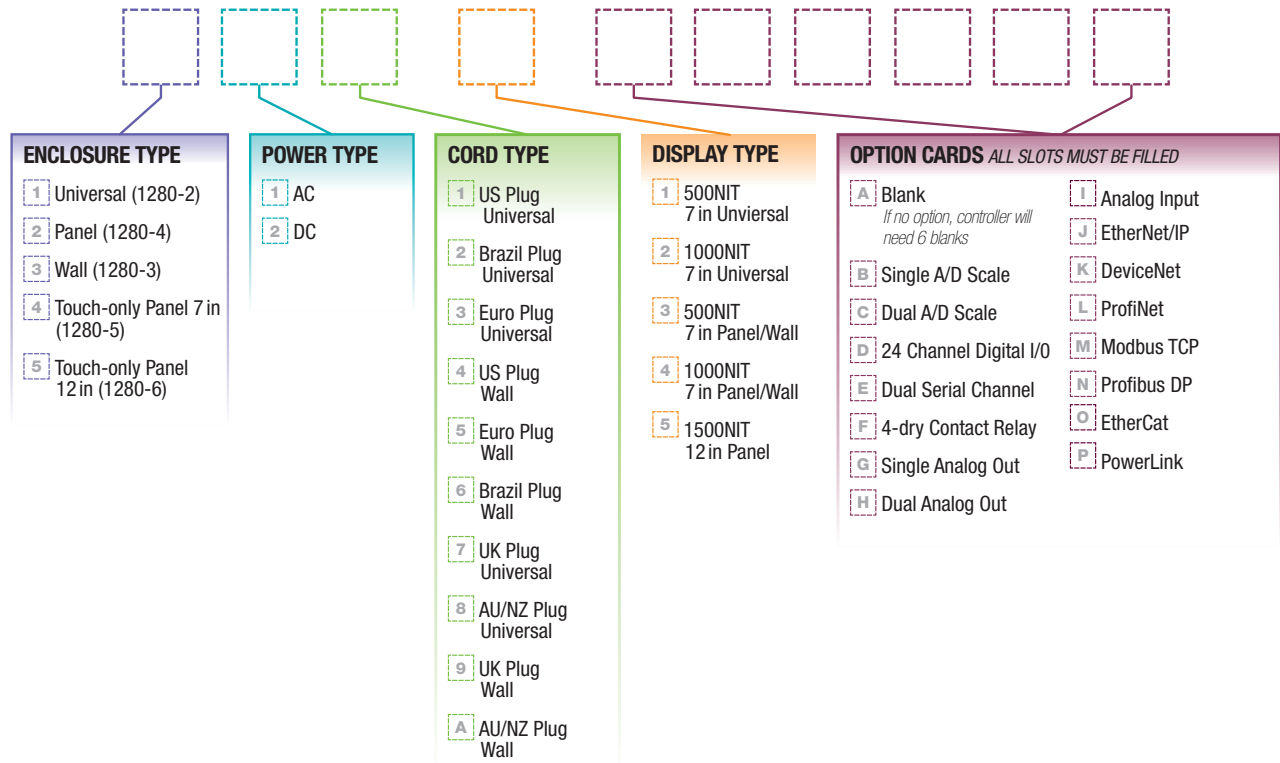 ENCLOSURE TYPE
1 Universal (1280-2)
2 Panel (1280-4)
3 Wall (1280-3)
4 Touch-only Panel 7 in
(1280-5)
5 Touch-only Panel
12 in (1280-6)
POWER TYPE
1 AC
2 DC
CORD TYPE
1 US Plug
Universal
2 Brazil Plug
Universal
3 Euro Plug
Universal
4 US Plug
Wall
5 Euro Plug
Wall
6 Brazil Plug
Wall
7 UK Plug
Universal
8 AU/NZ Plug
Universal
9 UK Plug
Wall
A AU/NZ Plug
Wall
DISPLAY TYPE
1 500NIT
7 in Unviersal
2 1000NIT
7 in Universal
3 500NIT
7 in Panel/Wall
4 1000NIT
7 in Panel/Wall
5 1500NIT
12 in Panel
OPTION CARDS ALL SLOTS MUST BE FILLED
A Blank
If no option, controller will
need 6 blanks
B Single A/D Scale
C Dual A/D Scale
D 24 Channel Digital I/0
E Dual Serial Channel
F 4-dry Contact Relay
G Single Analog Out
H Dual Analog Out
I Analog Input
J EtherNet/IP
K DeviceNet
L ProfiNet
M Modbus TCP
N Profibus DP
O EtherCat
P PowerLink